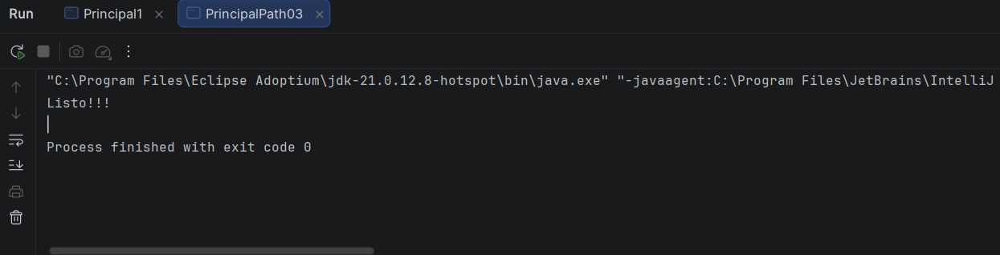 Run Principal1 PrincipalPath03
"C:\Program Files\Eclipse Adoptium\jdk-21.0.12.8-hotspot\bin\java.exe" "-javaagent:C:\Program Files\JetBrains\IntelliJ
Listo!!!
Process finished with exit code 0